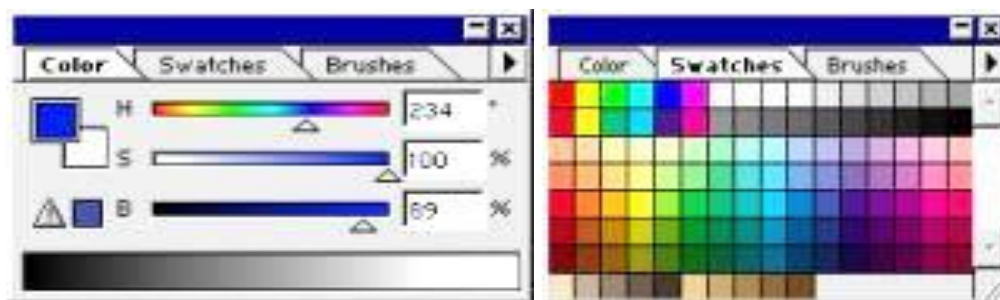 Color Swatches Brushes
H 234 °
S 100 %
B 89 %
Color Swatches Brushes